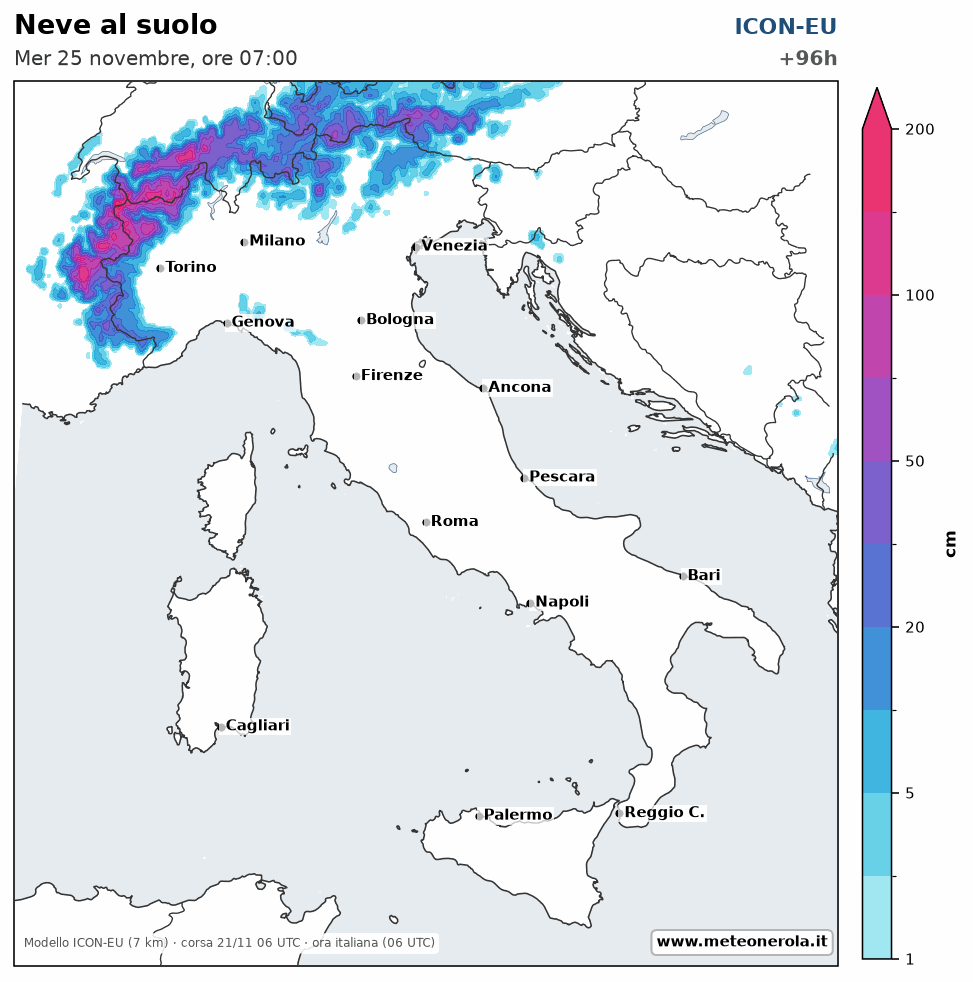 Neve al suolo
ICON-EU
Mer 25 novembre, ore 07:00
+96h
200
Milano
Venezia
Torino
100
Genova
Bologna
Firenze
Ancona
50
Pescara
Roma
cm
Bari
Napoli
20
Cagliari
5
Palermo
Reggio C.
Modello ICON-EU (7 km) · corsa 21/11 06 UTC · ora italiana (06 UTC)
www.meteonerola.it
1